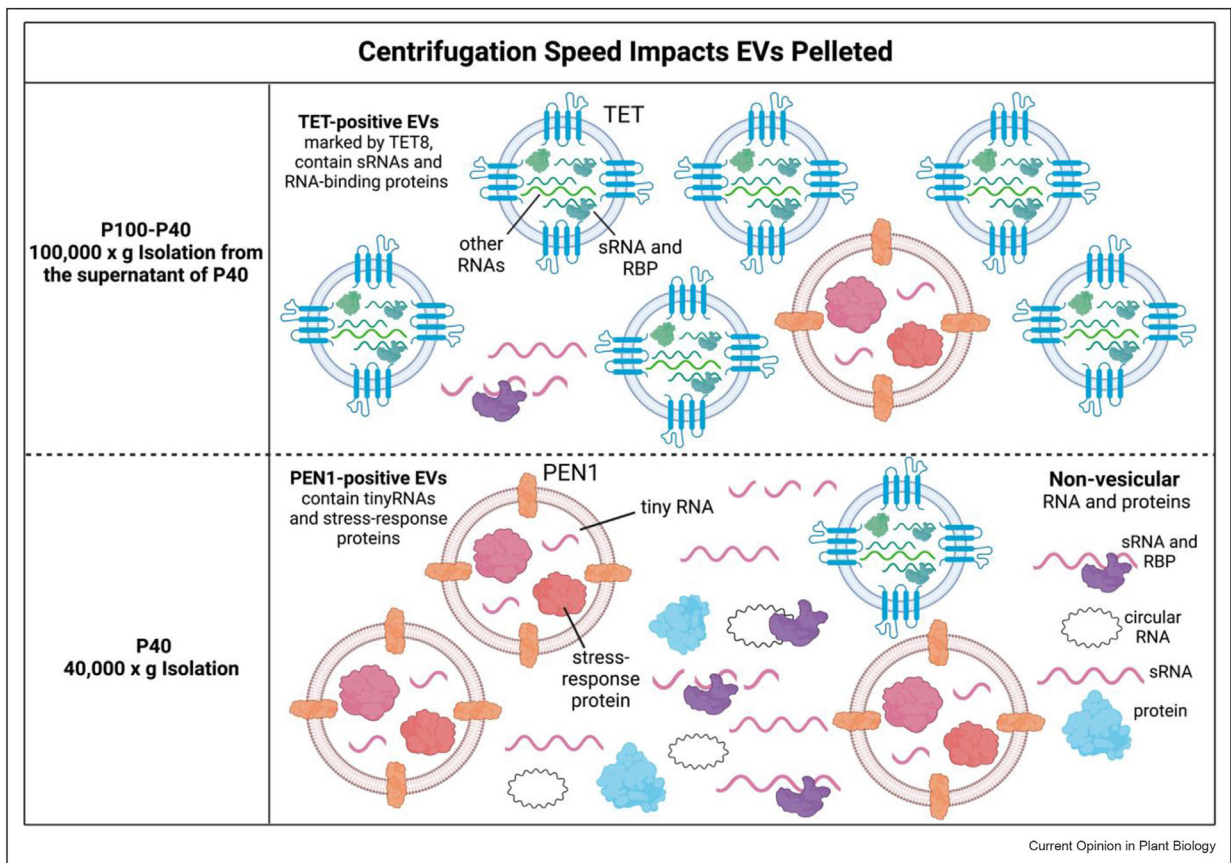 Centrifugation Speed Impacts EVs Pelleted
P100-P40
100,000 x g Isolation from
the supernatant of P40
TET-positive EVs
marked by TET8,
contain sRNAs and
RNA-binding proteins
TET
other
RNAs
sRNA and
RBP
P40
40,000 x g Isolation
PEN1-positive EVs
contain tinyRNAs
and stress-response
proteins
PEN1
tiny RNA
stress-
response
protein
Non-vesicular
RNA and proteins
sRNA and
RBP
circular
RNA
sRNA
protein
Current Opinion in Plant Biology